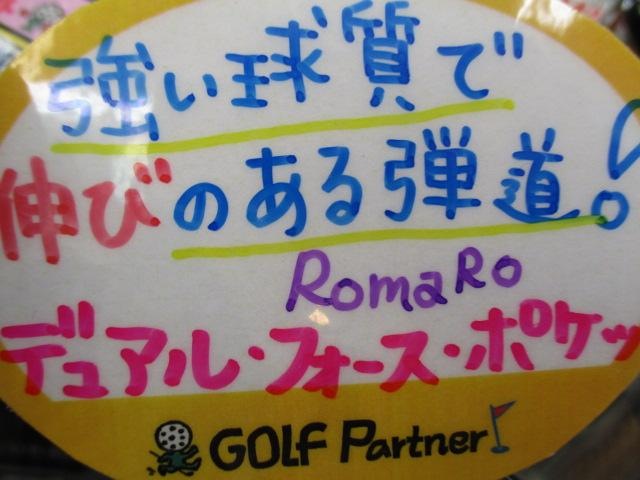 強い球質で
伸びのある弾道!
RomaRo
デュアル・フォース・ポケッ
GOLF Partner